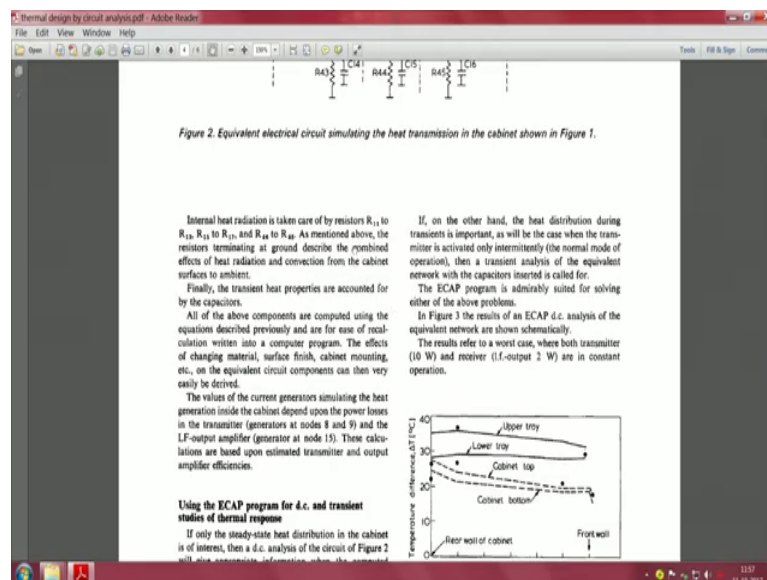 thermal design by circuit analysis.pdf - Adobe Reader
File Edit View Window Help
Open
Tools Fill & Sign Comment
C14 C15 C16
R43 R44 R45
Figure 2. Equivalent electrical circuit simulating the heat transmission in the cabinet shown in Figure 1.
Internal heat radiation is taken care of by resistors
As mentioned above, the
resistors terminating at ground describe the combined
effects of heat radiation and convection from the cabinet
surfaces to ambient.
Finally, the transient heat properties are accounted for
by the capacitors.
All of the above components are computed using the
equations described previously and are for ease of recal-
culation written into a computer program. The effects
of changing material, surface finish, cabinet mounting,
etc., on the equivalent circuit components can then very
easily be derived.
The values of the current generators simulating the heat
generation inside the cabinet depend upon the power losses
in the transmitter (generators at nodes 8 and 9) and the
LF-output amplifier (generator at node 15). These calcu-
lations are based upon estimated transmitter and output
amplifier efficiencies.
Using the ECAP program for d.c. and transient
studies of thermal response
If only the steady-state heat distribution in the cabinet
is of interest, then a d.c. analysis of the circuit of Figure 2
will give appropriate information when the computed
If, on the other hand, the heat distribution during
transients is important, as will be the case when the trans-
mitter is activated only intermittently (the normal mode of
operation), then a transient analysis of the equivalent
network with the capacitors inserted is called for.
The ECAP program is admirably suited for solving
either of the above problems.
In Figure 3 the results of an ECAP d.c. analysis of the
equivalent network are shown schematically.
The results refer to a worst case, where both transmitter
(10 W) and receiver (l.f.-output 2 W) are in constant
operation.
Temperature difference, ΔT [°C]
40
30
20
10
0
Upper tray
Lower tray
Cabinet top
Cabinet bottom
Rear wall of cabinet
Front wall
11:57